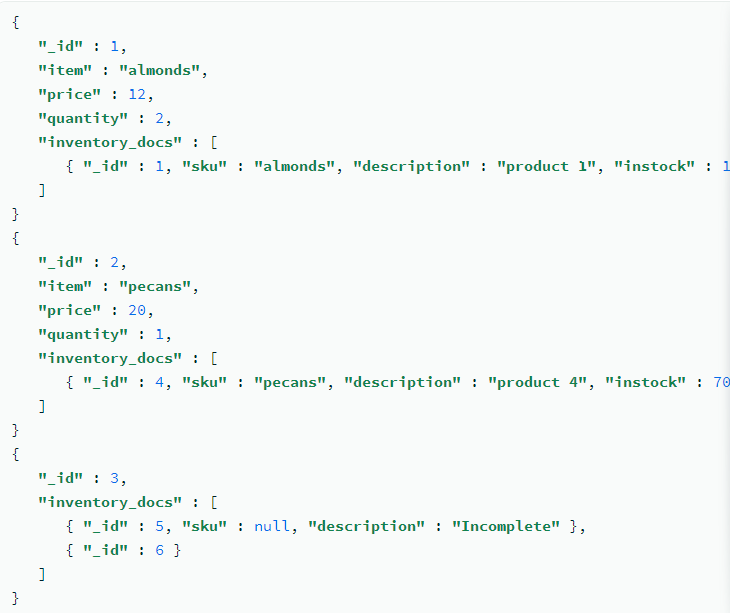 {
"_id" : 1,
"item" : "almonds",
"price" : 12,
"quantity" : 2,
"inventory_docs" : [
{ "_id" : 1, "sku" : "almonds", "description" : "product 1", "instock" : 1
]
}
{
"_id" : 2,
"item" : "pecans",
"price" : 20,
"quantity" : 1,
"inventory_docs" : [
{ "_id" : 4, "sku" : "pecans", "description" : "product 4", "instock" : 70
]
}
{
"_id" : 3,
"inventory_docs" : [
{ "_id" : 5, "sku" : null, "description" : "Incomplete" },
{ "_id" : 6 }
]
}